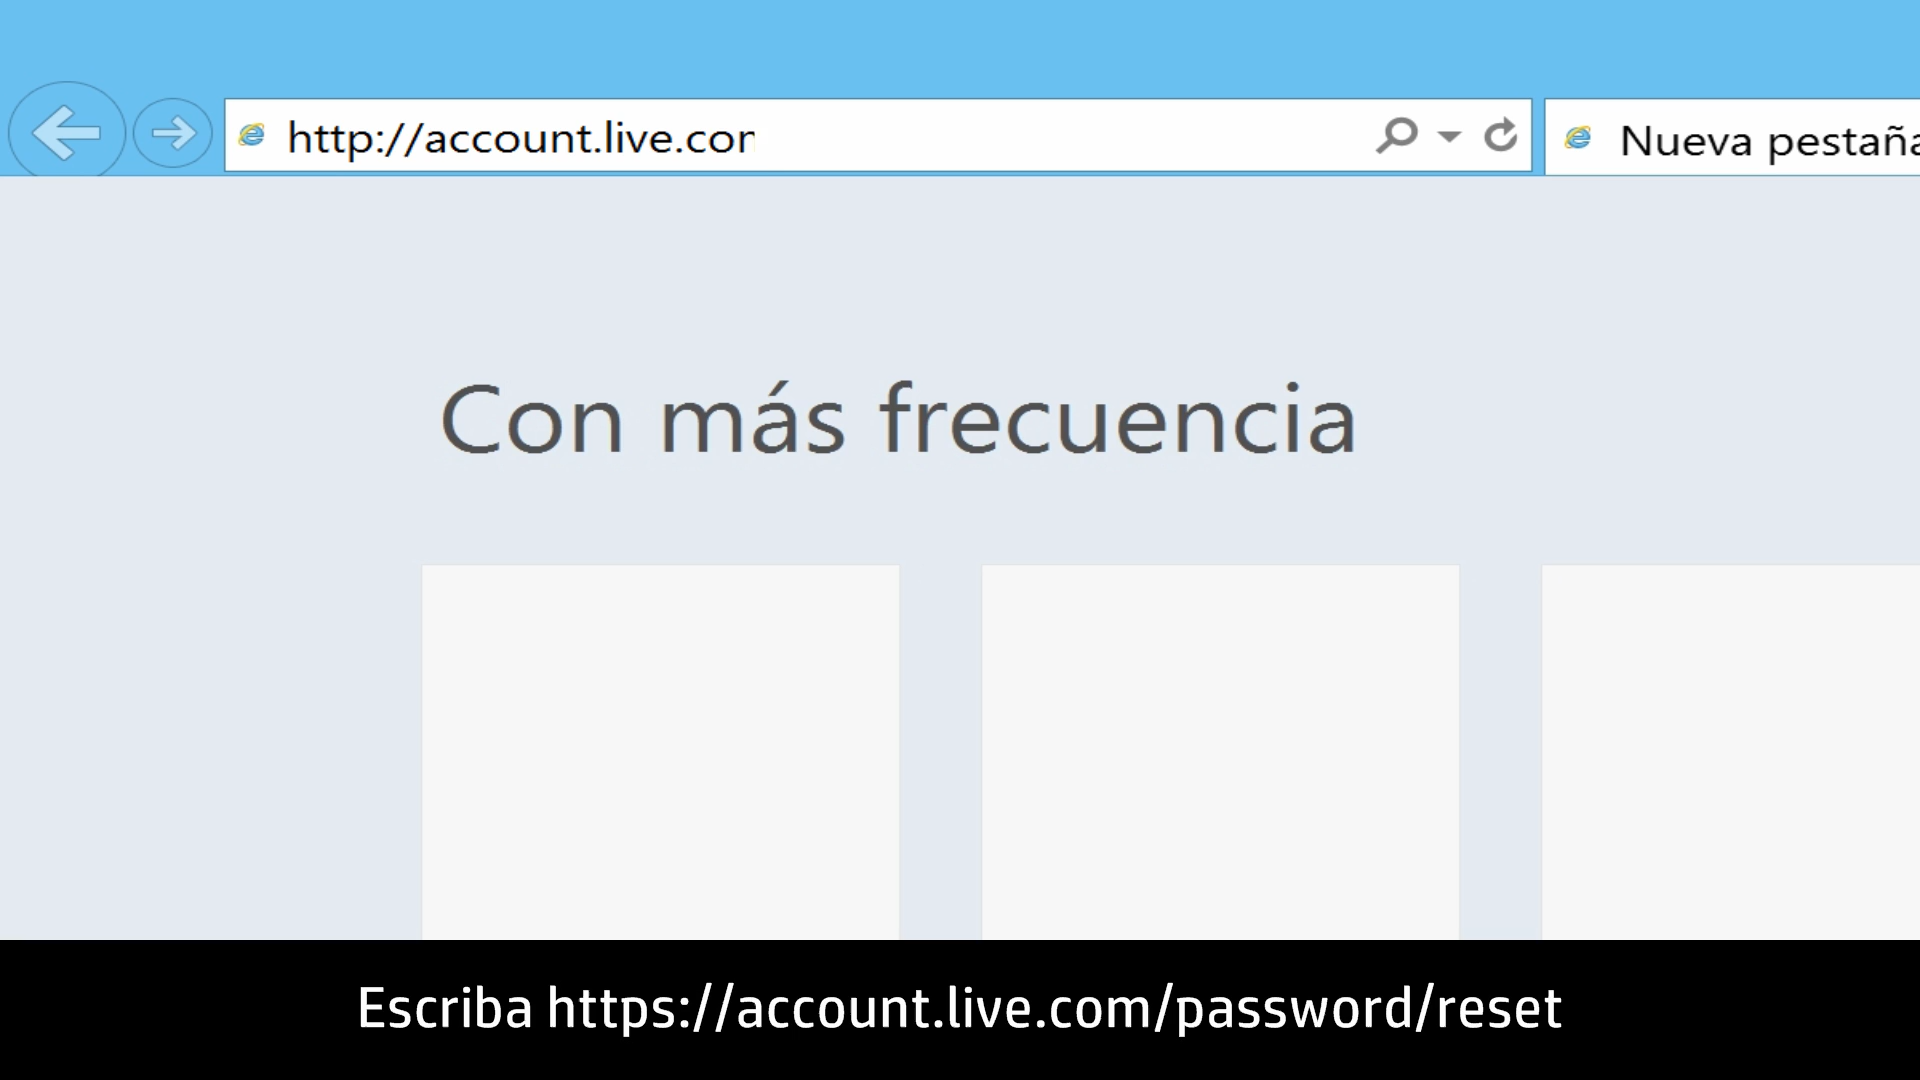 http://account.live.cor
Nueva pestaña
Con más frecuencia
Escriba https://account.live.com/password/reset